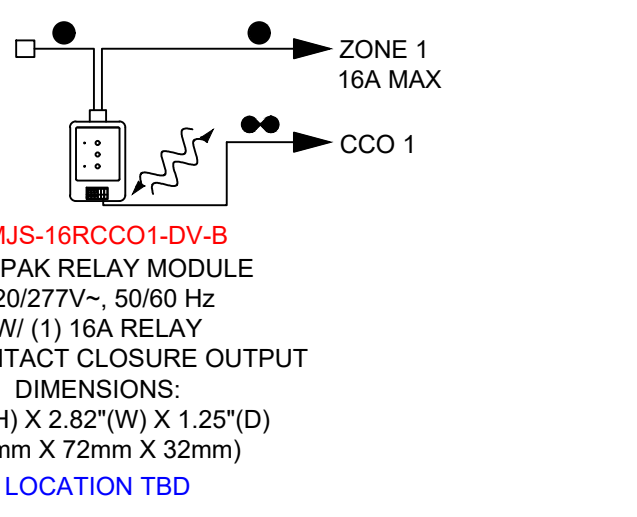 ZONE 1
16A MAX
CCO 1
MJS-16RCCO1-DV-B
PAK RELAY MODULE
20/277V~, 50/60 Hz
W/ (1) 16A RELAY
NTACT CLOSURE OUTPUT
DIMENSIONS:
H) X 2.82"(W) X 1.25"(D)
mm X 72mm X 32mm)
LOCATION TBD